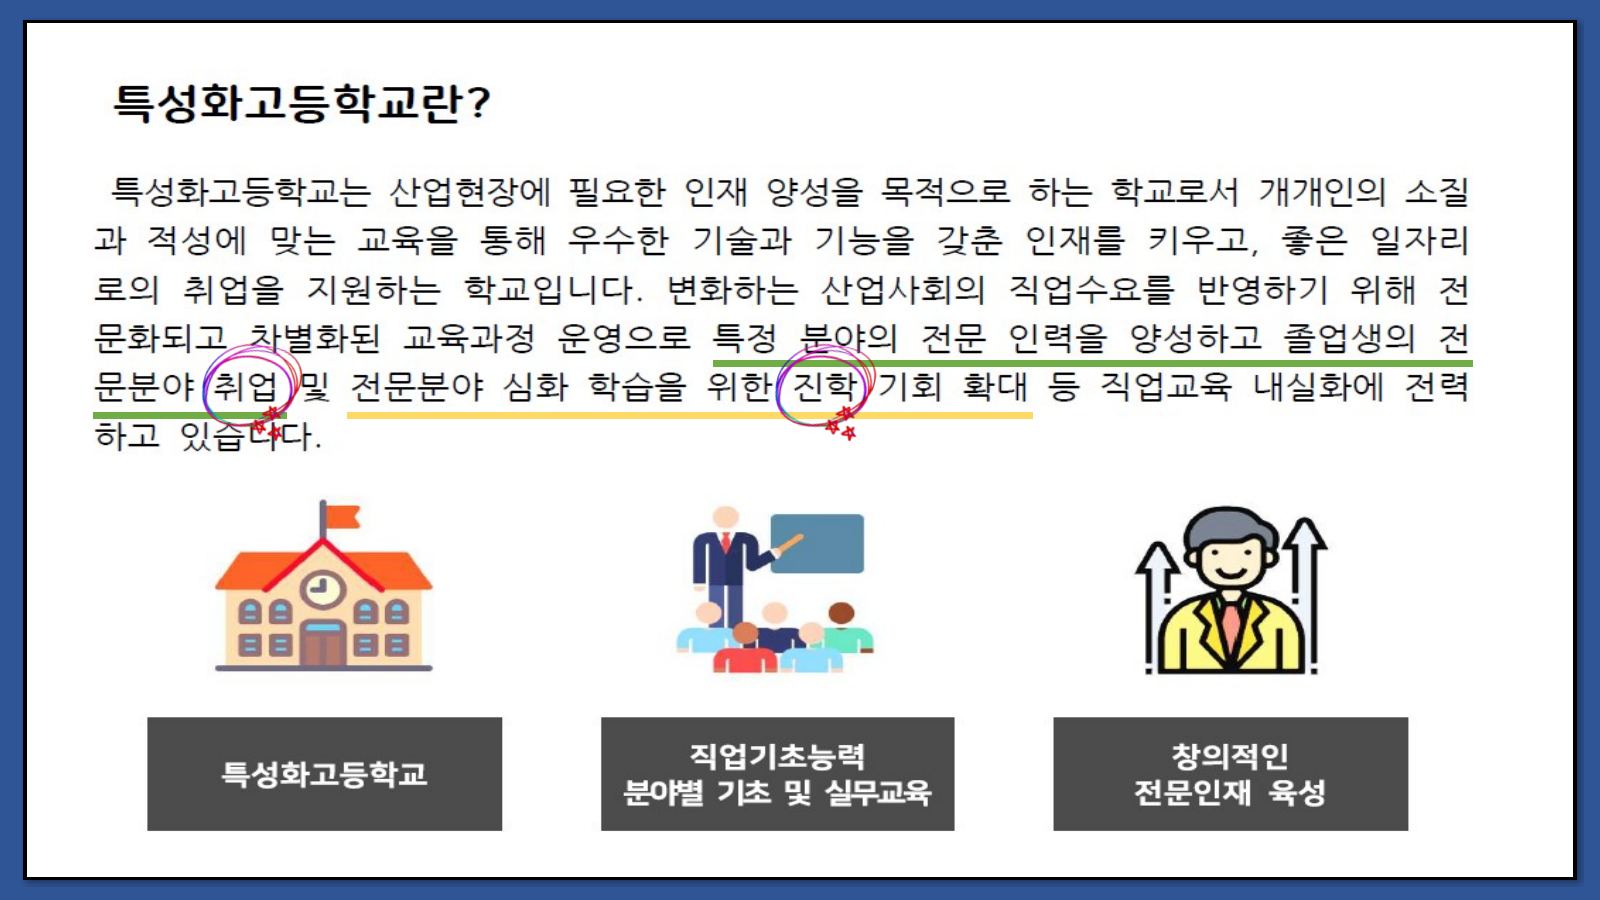 특성화고등학교란?
특성화고등학교는 산업현장에 필요한 인재 양성을 목적으로 하는 학교로서 개개인의 소질
과 적성에 맞는 교육을 통해 우수한 기술과 기능을 갖춘 인재를 키우고, 좋은 일자리
로의 취업을 지원하는 학교입니다. 변화하는 산업사회의 직업수요를 반영하기 위해 전
문화되고 차별화된 교육과정 운영으로 특정 분야의 전문 인력을 양성하고 졸업생의 전
문분야 취업 및 전문분야 심화 학습을 위한 진학 기회 확대 등 직업교육 내실화에 전력
하고 있습니다.
특성화고등학교
직업기초능력
분야별 기초 및 실무교육
창의적인
전문인재 육성